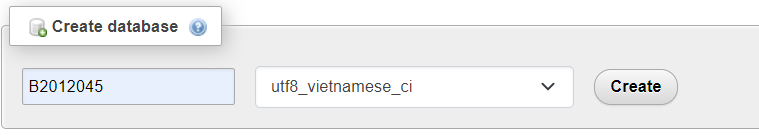 Create database
B2012045 utf8_vietnamese_ci Create